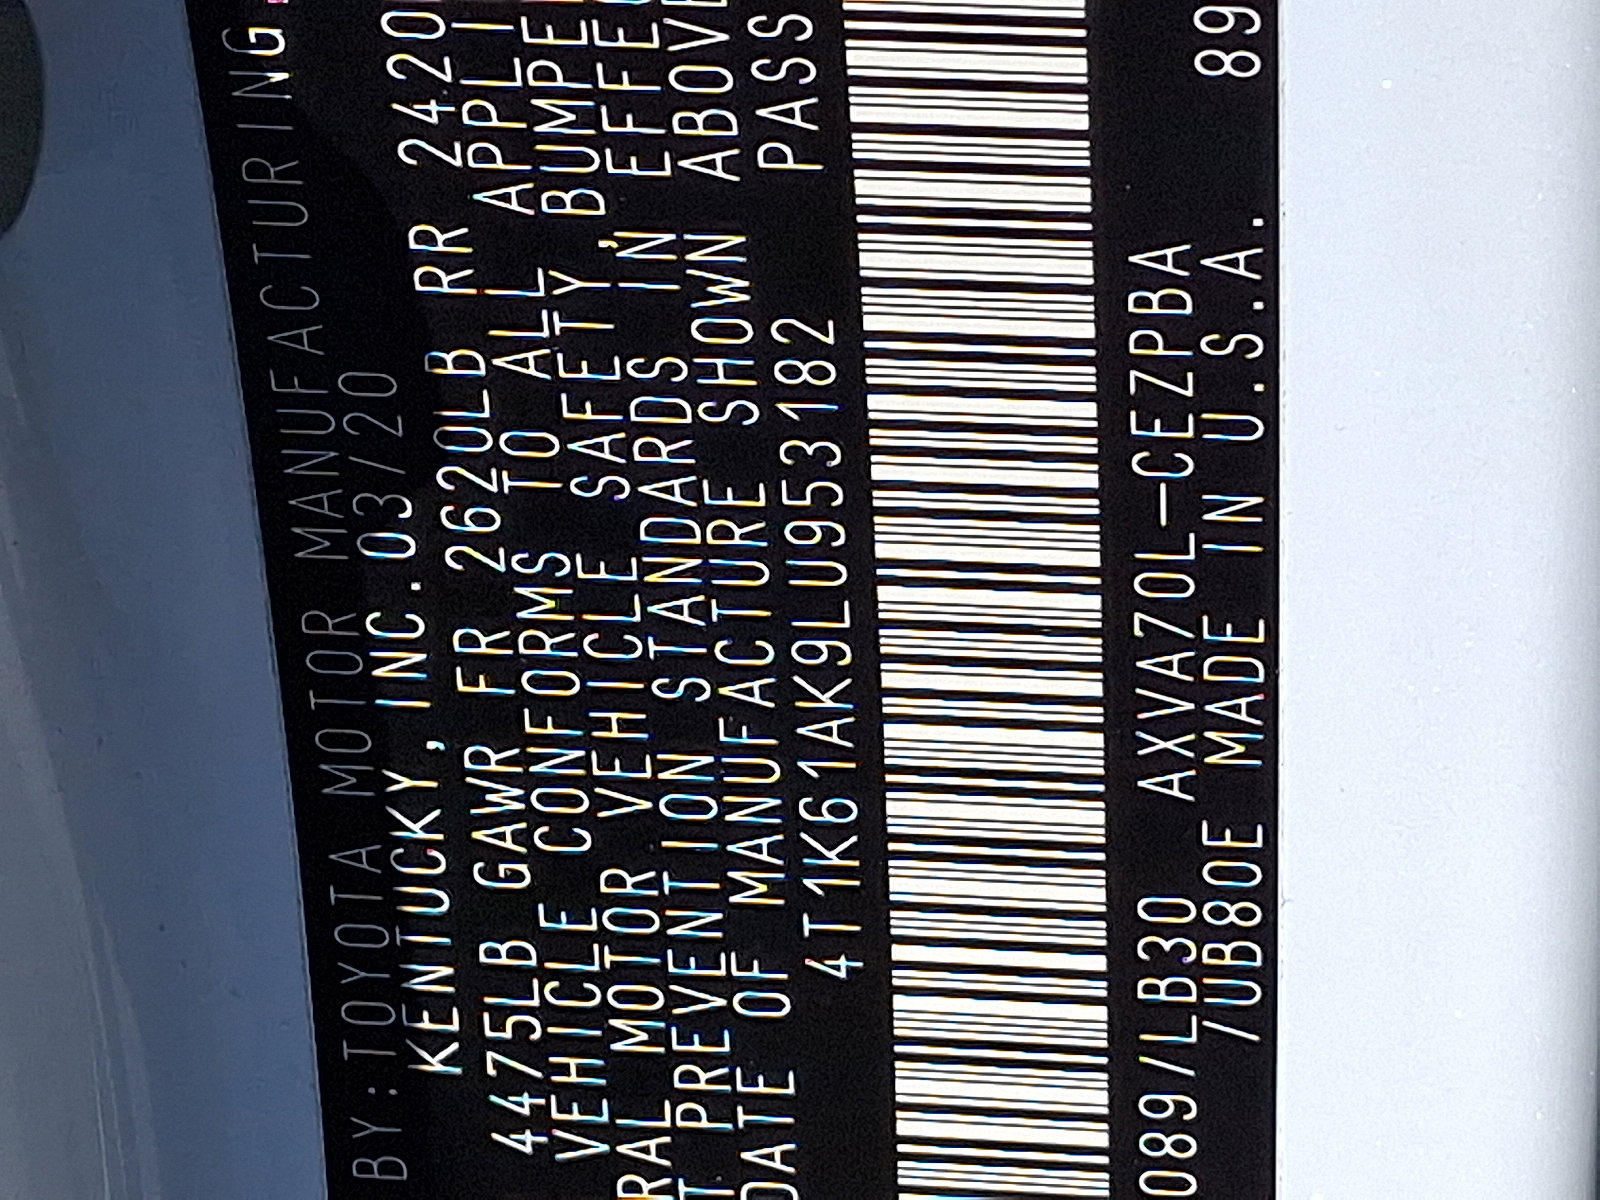 BY:TOYOTA MOTOR MANUFACTURING.
KENTUCKY, INC.03/20
4475LB GAWR FR 2620LB RR 2420
VEHICLE CONFORMS TO ALL APPLI
RAL MOTOR VEHICLE SAFETY, BUMPE
T PREVENTION STANDARDS IN EFFE
DATE OF MANUFACTURE SHOWN ABOVE
4T1K61AK9LU953182 PASS
089/LB30 AXVA70L-CEZPBA
/UB80E MADE IN U.S.A. 89